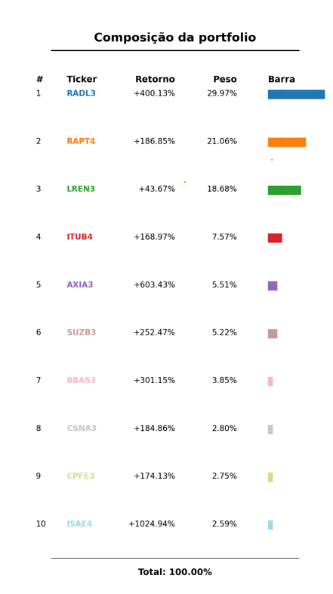 Composição da portfolio
# Ticker Retorno Peso Barra
1 RADL3 +400.13% 29.97%
2 RAPT4 +186.85% 21.06%
3 LREN3 +43.67% 18.68%
4 ITUB4 +168.97% 7.57%
5 AXIA3 +603.43% 5.51%
6 SUZB3 +252.47% 5.22%
7 BBAS3 +301.15% 3.85%
8 CSNA3 +184.86% 2.80%
9 CPFE3 +174.13% 2.75%
10 ISAE4 +1024.94% 2.59%
Total: 100.00%